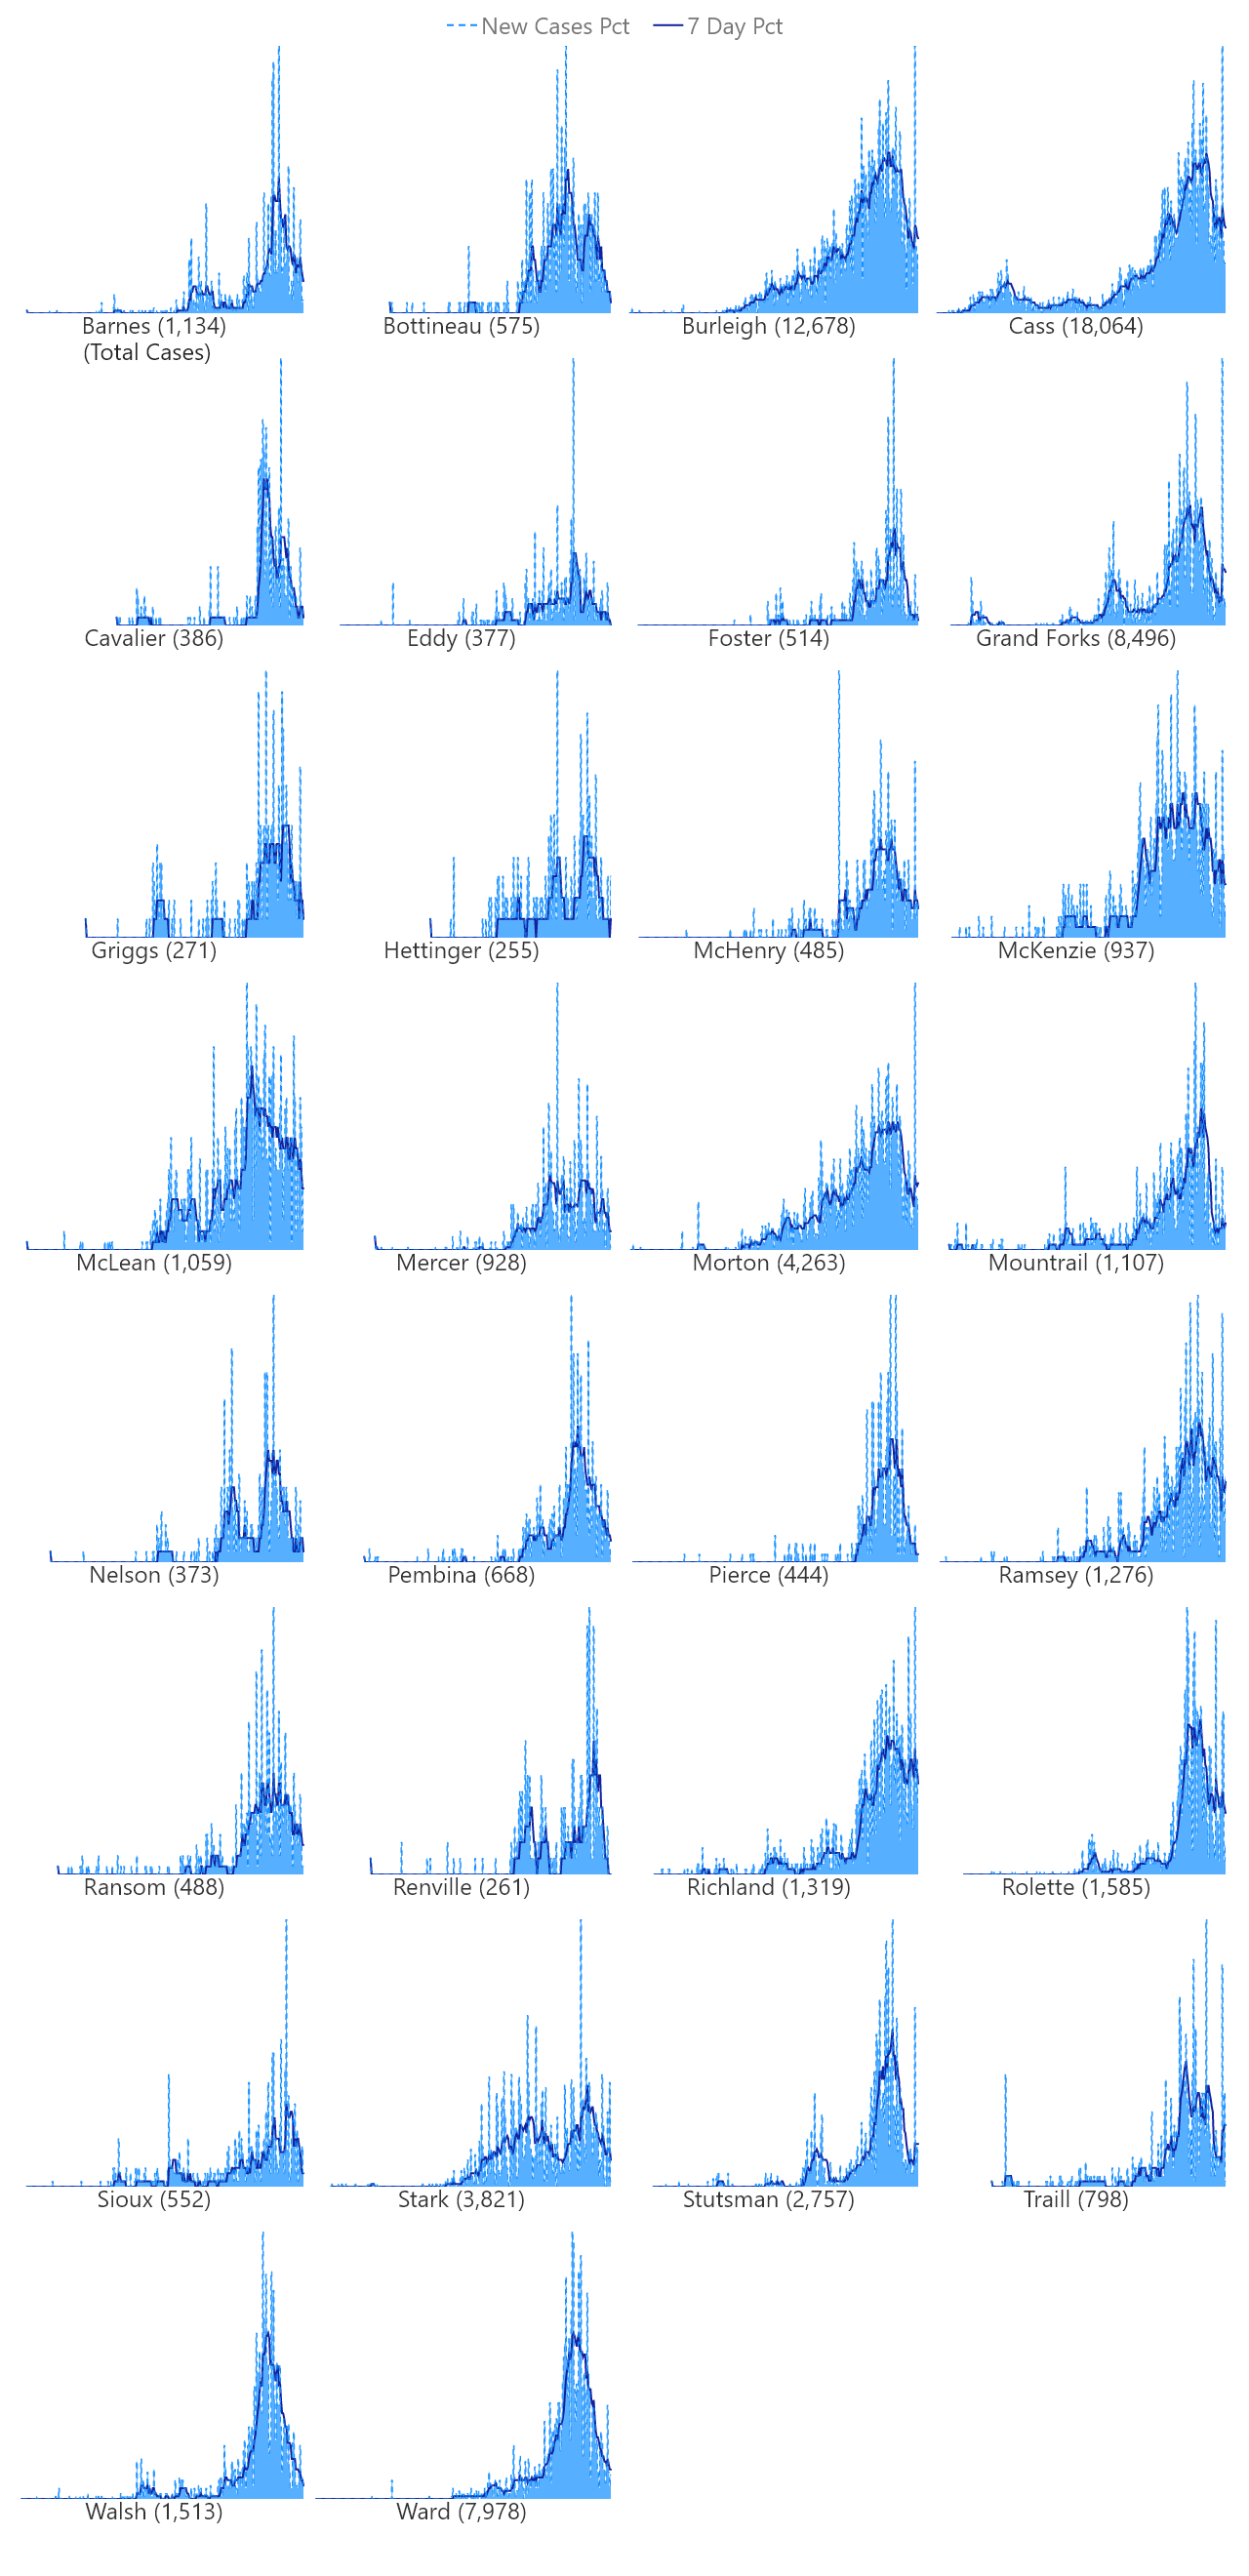 New Cases Pct 7 Day Pct
Barnes (1,134) Bottineau (575) Burleigh (12,678) Cass (18,064)
(Total Cases)
Cavalier (386) Eddy (377) Foster (514) Grand Forks (8,496)
Griggs (271) Hettinger (255) McHenry (485) McKenzie (937)
McLean (1,059) Mercer (928) Morton (4,263) Mountrail (1,107)
Nelson (373) Pembina (668) Pierce (444) Ramsey (1,276)
Ransom (488) Renville (261) Richland (1,319) Rolette (1,585)
Sioux (552) Stark (3,821) Stutsman (2,757) Traill (798)
Walsh (1,513) Ward (7,978)